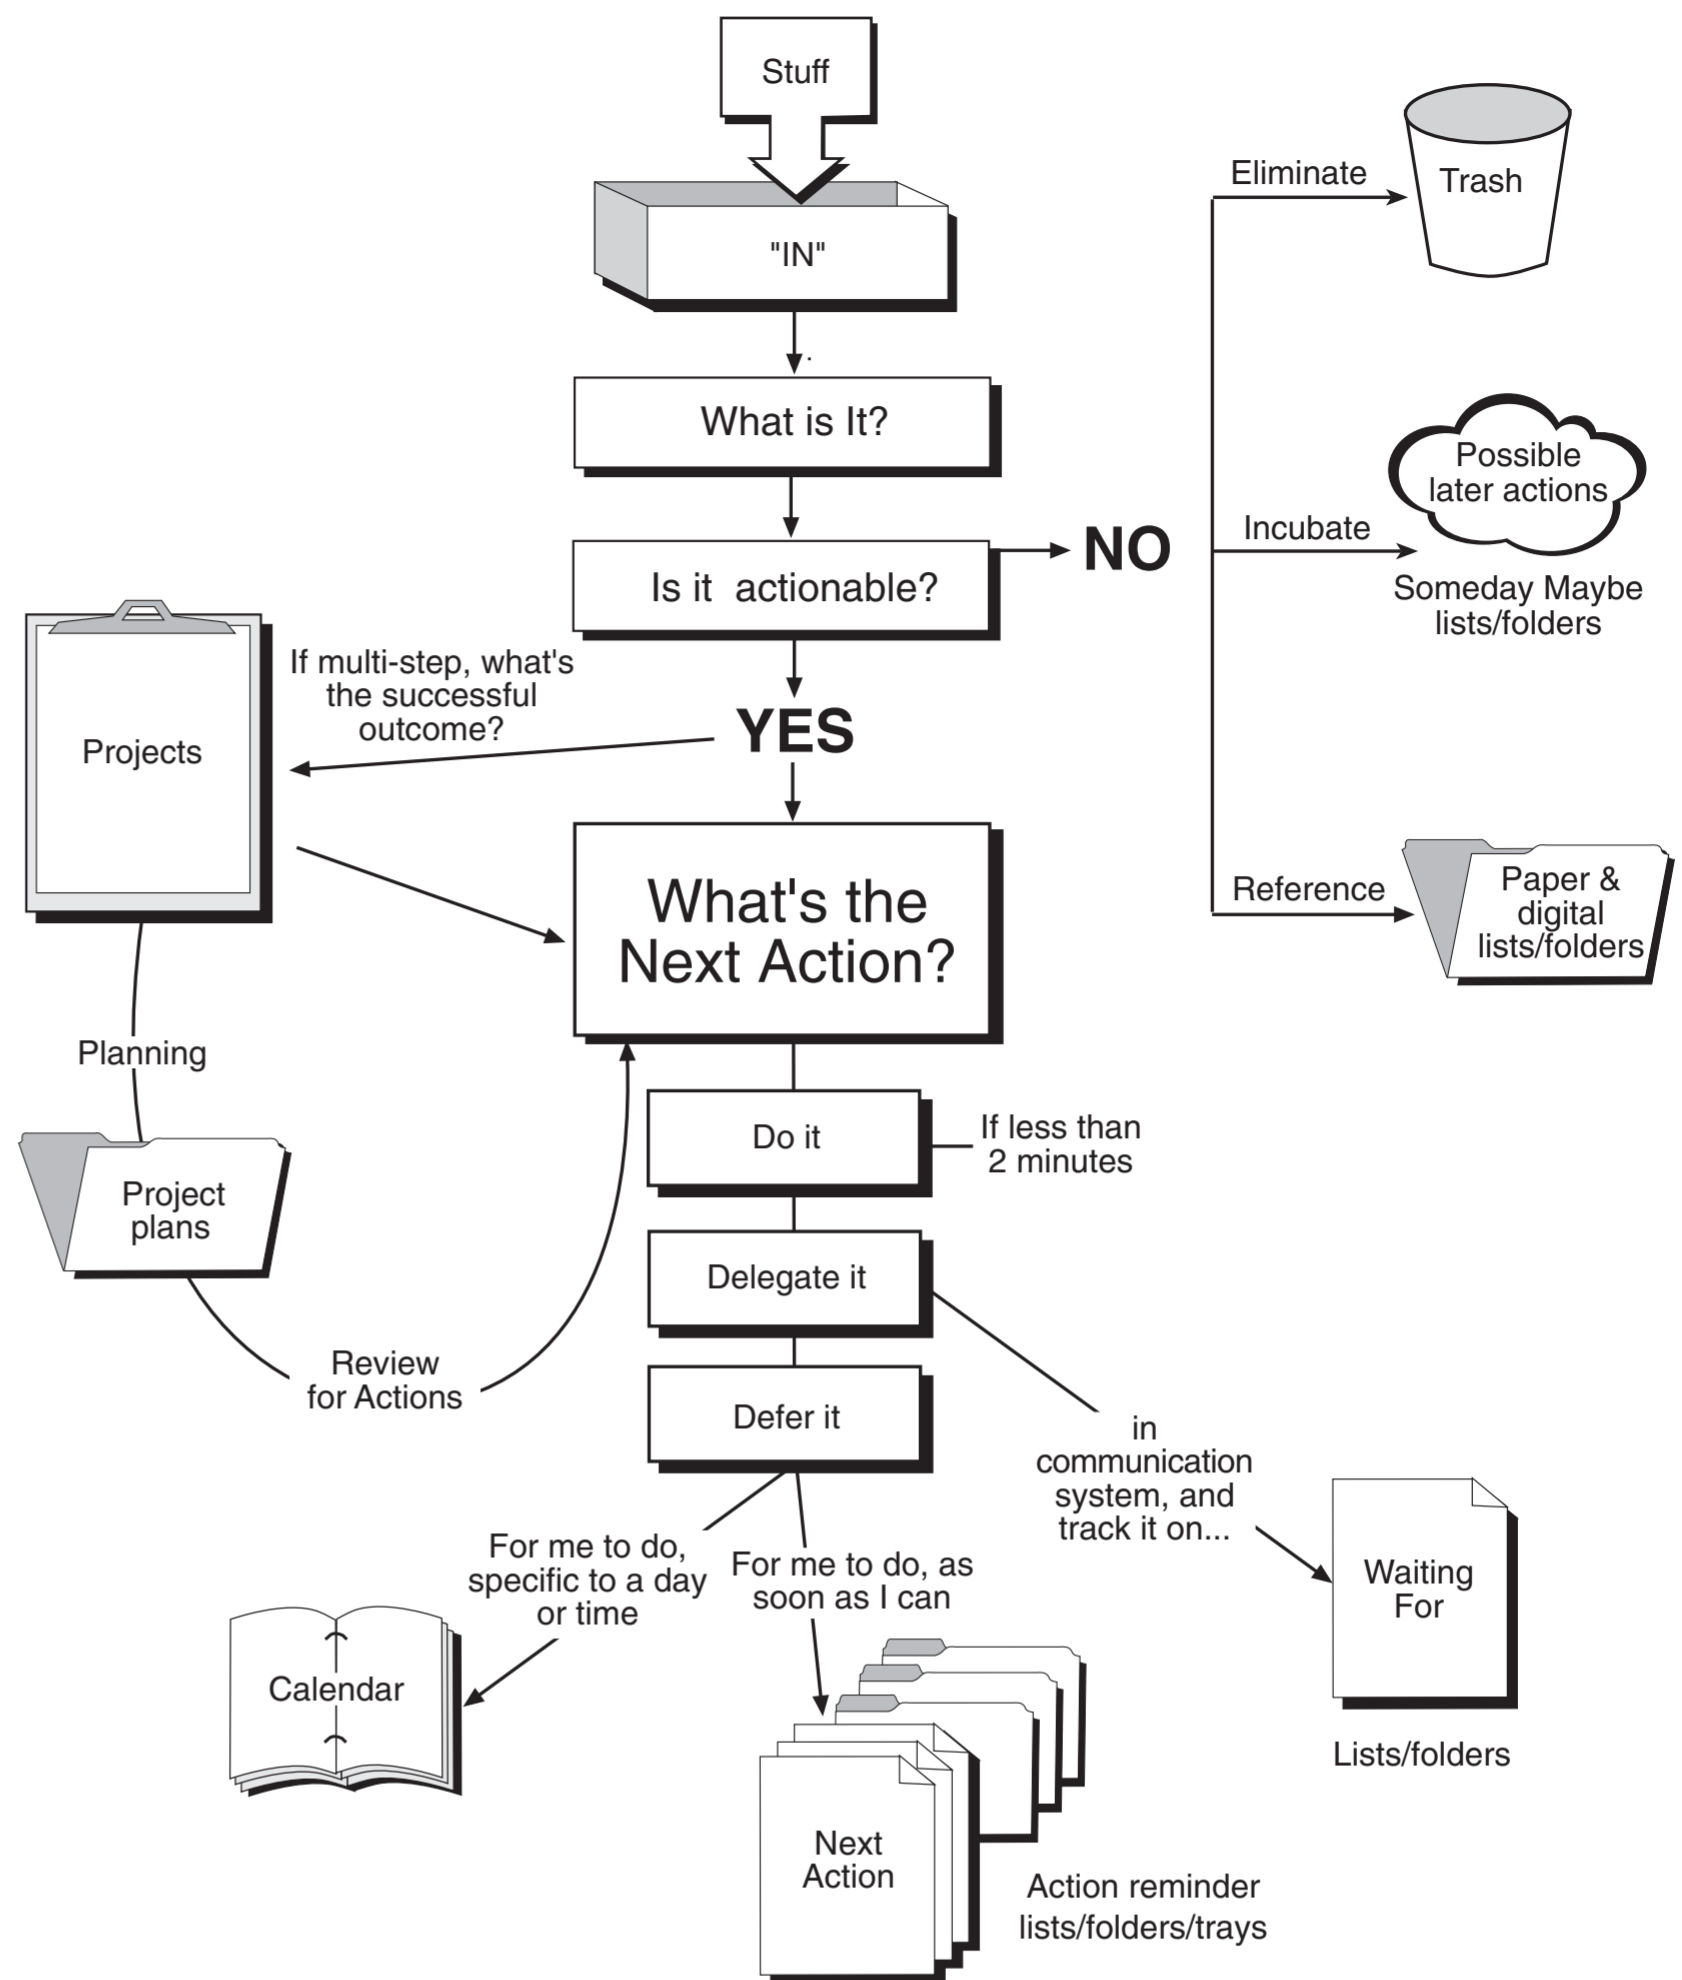 Stuff
"IN"
What is It?
Is it actionable?
NO
Eliminate
Trash
Incubate
Possible
later actions
Someday Maybe
lists/folders
Reference
Paper &
digital
lists/folders
YES
If multi-step, what's
the successful
outcome?
Projects
What's the
Next Action?
Planning
Project
plans
Review
for Actions
Do it
If less than
2 minutes
Delegate it
Defer it
in
communication
system, and
track it on...
Waiting
For
Lists/folders
For me to do,
specific to a day
or time
Calendar
For me to do, as
soon as I can
Next
Action
Action reminder
lists/folders/trays